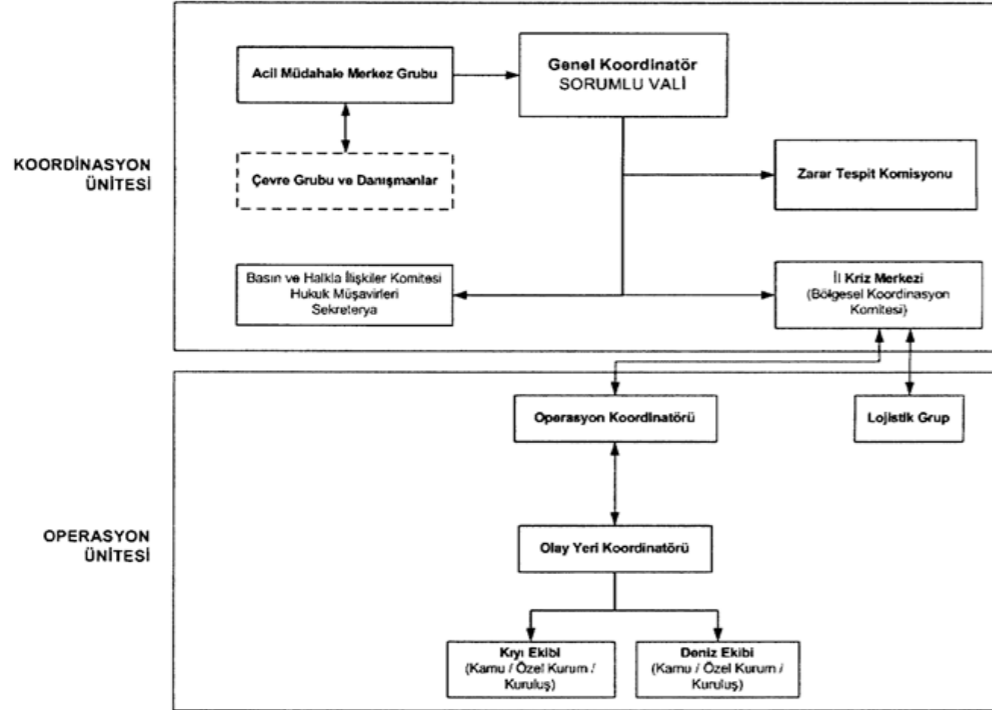 Acil Müdahale Merkez Grubu
Genel Koordinatör
SORUMLU VALİ
KOORDİNASYON
ÜNİTESİ
Çevre Grubu ve Danışmanlar
Zarar Tespit Komisyonu
Basın ve Halkla İlişkiler Komitesi
Hukuk Müşavirleri
Sekreterya
İl Kriz Merkezi
(Bölgesel Koordinasyon
Komitesi)
Operasyon Koordinatörü
Lojistik Grup
OPERASYON
ÜNİTESİ
Olay Yeri Koordinatörü
Kıyı Ekibi
(Kamu / Özel Kurum /
Kuruluş)
Deniz Ekibi
(Kamu / Özel Kurum /
Kuruluş)